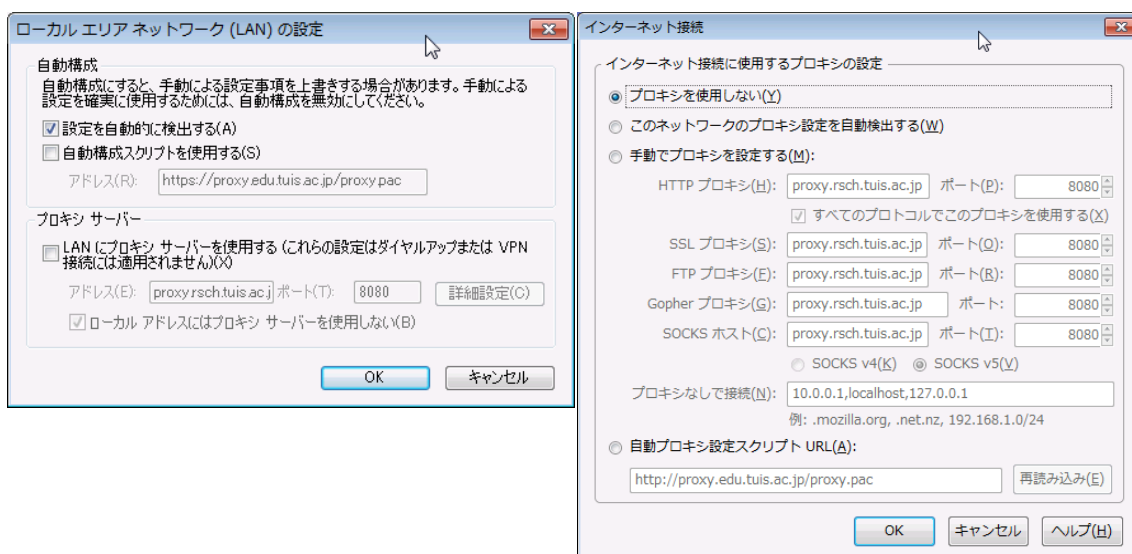 ローカル エリア ネットワーク (LAN) の設定
自動構成
自動構成にすると、手動による設定事項を上書きする場合があります。手動による
設定を確実に使用するためには、自動構成を無効にしてください。
設定を自動的に検出する(A)
自動構成スクリプトを使用する(S)
アドレス(R): https://proxy.edu.tuis.ac.jp/proxy.pac
プロキシ サーバー
LAN にプロキシ サーバーを使用する (これらの設定はダイヤルアップまたは VPN
接続には適用されません)(X)
アドレス(E): proxy.rsch.tuis.ac.j ポート(T): 8080 詳細設定(C)
ローカル アドレスにはプロキシ サーバーを使用しない(B)
OK キャンセル
インターネット接続
インターネット接続に使用するプロキシの設定
プロキシを使用しない(Y)
このネットワークのプロキシ設定を自動検出する(W)
手動でプロキシを設定する(M):
HTTP プロキシ(H): proxy.rsch.tuis.ac.jp ポート(P): 8080
すべてのプロトコルでこのプロキシを使用する(X)
SSL プロキシ(S): proxy.rsch.tuis.ac.jp ポート(O): 8080
FTP プロキシ(F): proxy.rsch.tuis.ac.jp ポート(R): 8080
Gopher プロキシ(G): proxy.rsch.tuis.ac.jp ポート: 8080
SOCKS ホスト(C): proxy.rsch.tuis.ac.jp ポート(T): 8080
SOCKS v4(K) SOCKS v5(V)
プロキシなしで接続(N): 10.0.0.1,localhost,127.0.0.1
例: .mozilla.org, .net.nz, 192.168.1.0/24
自動プロキシ設定スクリプト URL(A):
http://proxy.edu.tuis.ac.jp/proxy.pac 再読み込み(E)
OK キャンセル ヘルプ(H)